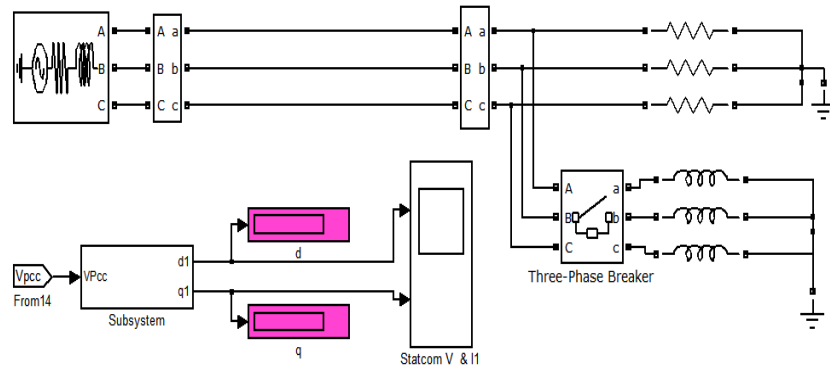 A A a A a
B B b B b
C C c C c
A a
B b
C c
Three-Phase Breaker
d1
d
Vpcc VPcc
q1
From14
Subsystem
q
Statcom V & I1